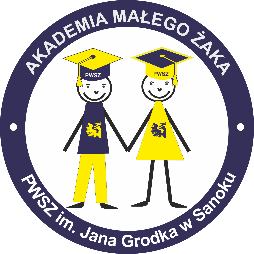 AKADEMIA MAŁEGO ŻAKA
PWSZ
PWSZ
PWSZ im. Jana Grodka w Sanoku